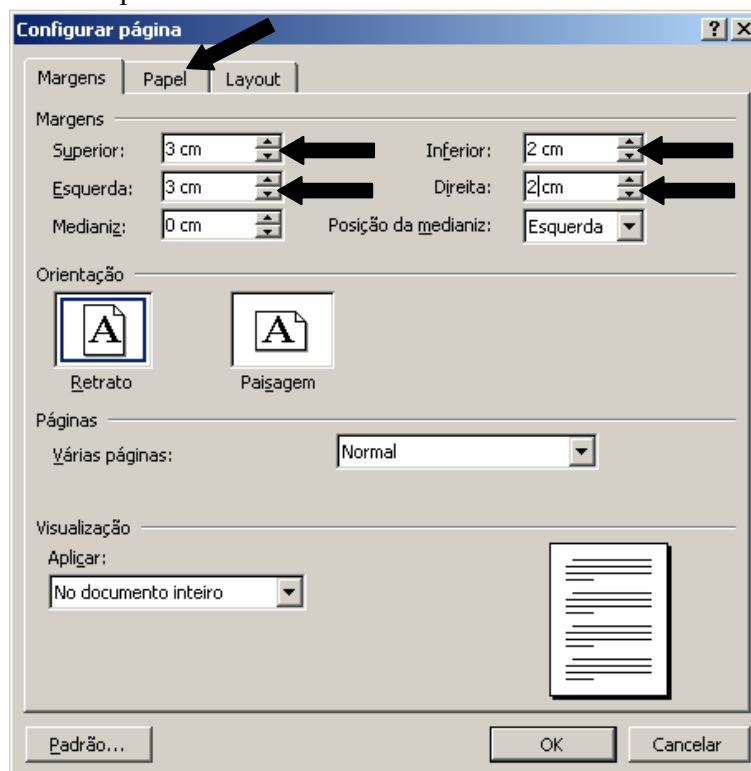 Configurar página
Margens Papel Layout
Margens
Superior: 3 cm Inferior: 2 cm
Esquerda: 3 cm Direita: 2 cm
Medianiz: 0 cm Posição da medianiz: Esquerda
Orientação
A A
Retrato Paisagem
Páginas
Várias páginas: Normal
Visualização
Aplicar:
No documento inteiro
Padrão... OK Cancelar